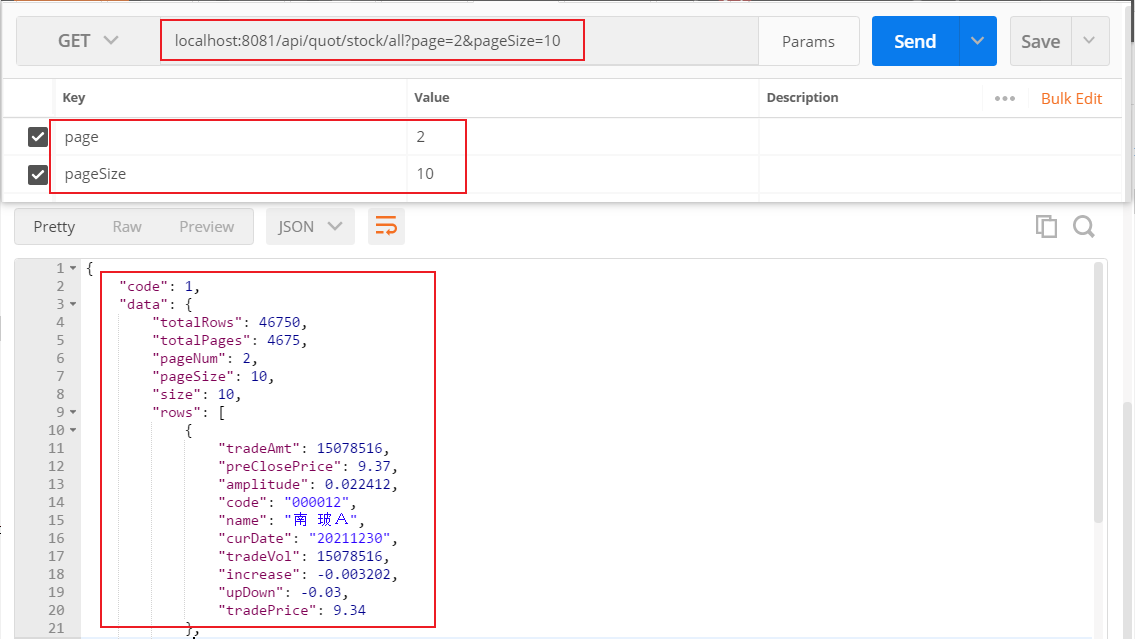 GET localhost:8081/api/quot/stock/all?page=2&pageSize=10 Params Send Save
Key Value Description Bulk Edit
page 2
pageSize 10
Pretty Raw Preview JSON
1 {
2 "code": 1,
3 "data": {
4 "totalRows": 46750,
5 "totalPages": 4675,
6 "pageNum": 2,
7 "pageSize": 10,
8 "size": 10,
9 "rows": [
10 {
11 "tradeAmt": 15078516,
12 "preClosePrice": 9.37,
13 "amplitude": 0.022412,
14 "code": "000012",
15 "name": "南 玻Ａ",
16 "curDate": "20211230",
17 "tradeVol": 15078516,
18 "increase": -0.003202,
19 "upDown": -0.03,
20 "tradePrice": 9.34
21 },